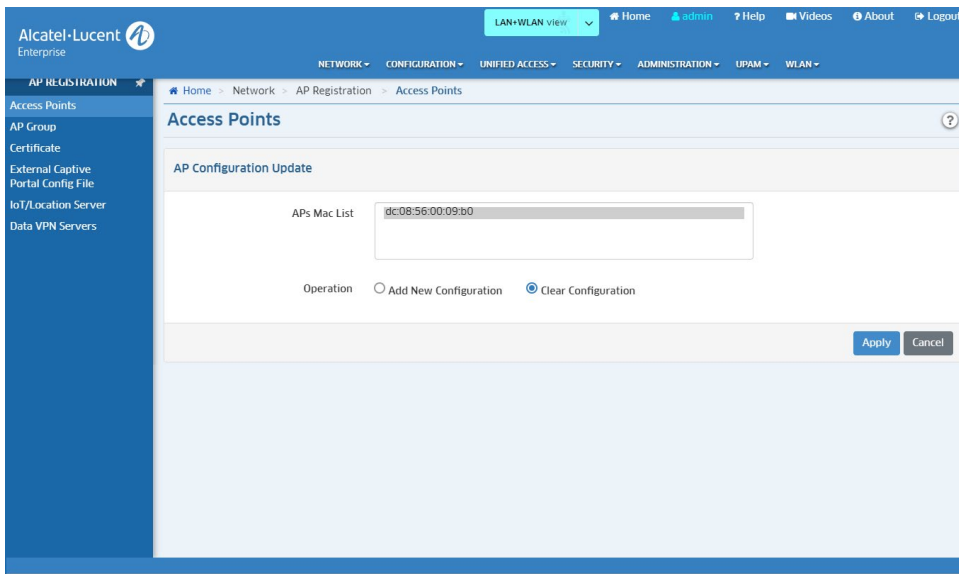 Alcatel·Lucent
Enterprise
LAN+WLAN view
Home
admin
? Help
Videos
About
Logout
NETWORK
CONFIGURATION
UNIFIED ACCESS
SECURITY
ADMINISTRATION
UPAM
WLAN
AP REGISTRATION
Access Points
AP Group
Certificate
External Captive
Portal Config File
IoT/Location Server
Data VPN Servers
Home > Network > AP Registration > Access Points
Access Points
?
AP Configuration Update
APs Mac List
dc:08:56:00:09:b0
Operation
Add New Configuration
Clear Configuration
Apply
Cancel